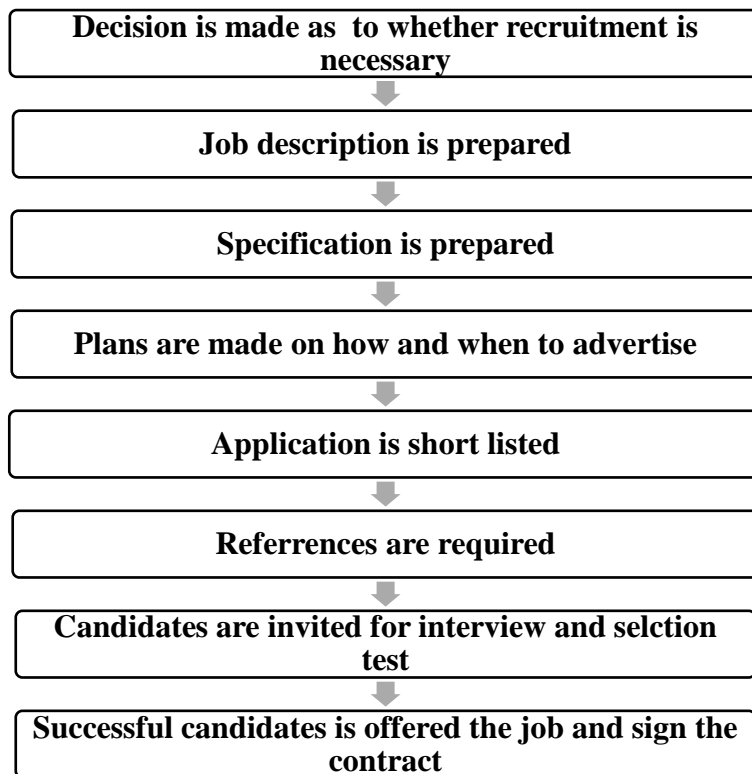 Decision is made as  to whether recruitment is
necessary
Job description is prepared
Specification is prepared
Plans are made on how and when to advertise
Application is short listed
Referrences are required
Candidates are invited for interview and selction
test
Successful candidates is offered the job and sign the
contract